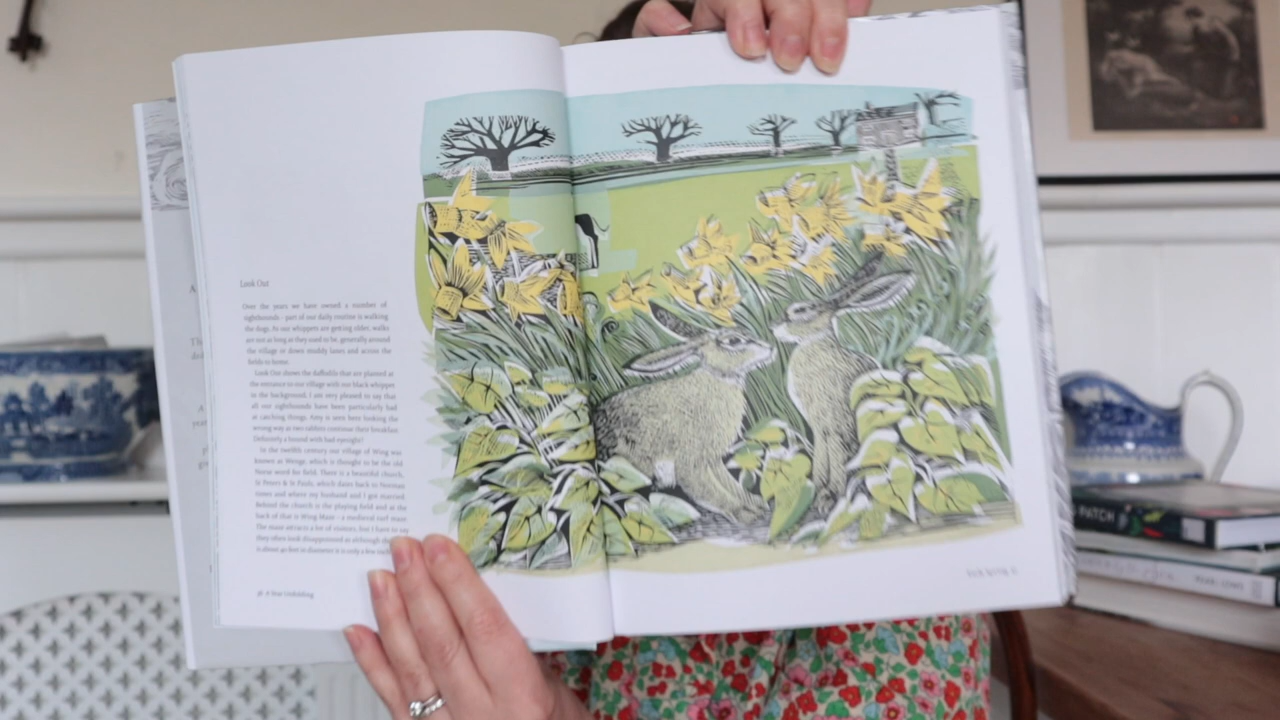 Look Out
Over the years we have owned a number of
sighthounds - part of our daily routine is walking
the dogs. As our whippets are getting older, walks
are not as long as they used to be, generally around
the village or down muddy lanes and across the
fields to home.
Look Out shows the daffodils that are planted at
the entrance to our village with our black whippet
in the background. I am very pleased to say that
all our sighthounds have been particularly bad
at catching things. Amy is seen here looking the
wrong way as two rabbits continue their breakfast.
Definitely a hound with bad eyesight!
In the twelfth century our village of Wing was
known as Wenge, which is thought to be the old
Norse word for field. There is a beautiful church,
St Peters & St Pauls, which dates back to Norman
times and where my husband and I got married.
Behind the church is the playing field and at the
back of that is Wing Maze - a medieval turf maze.
The maze attracts a lot of visitors, but I have to say
they often look disappointed as although
is about 40 feet in diameter it is only a few
A Year Unfolding
PATCH